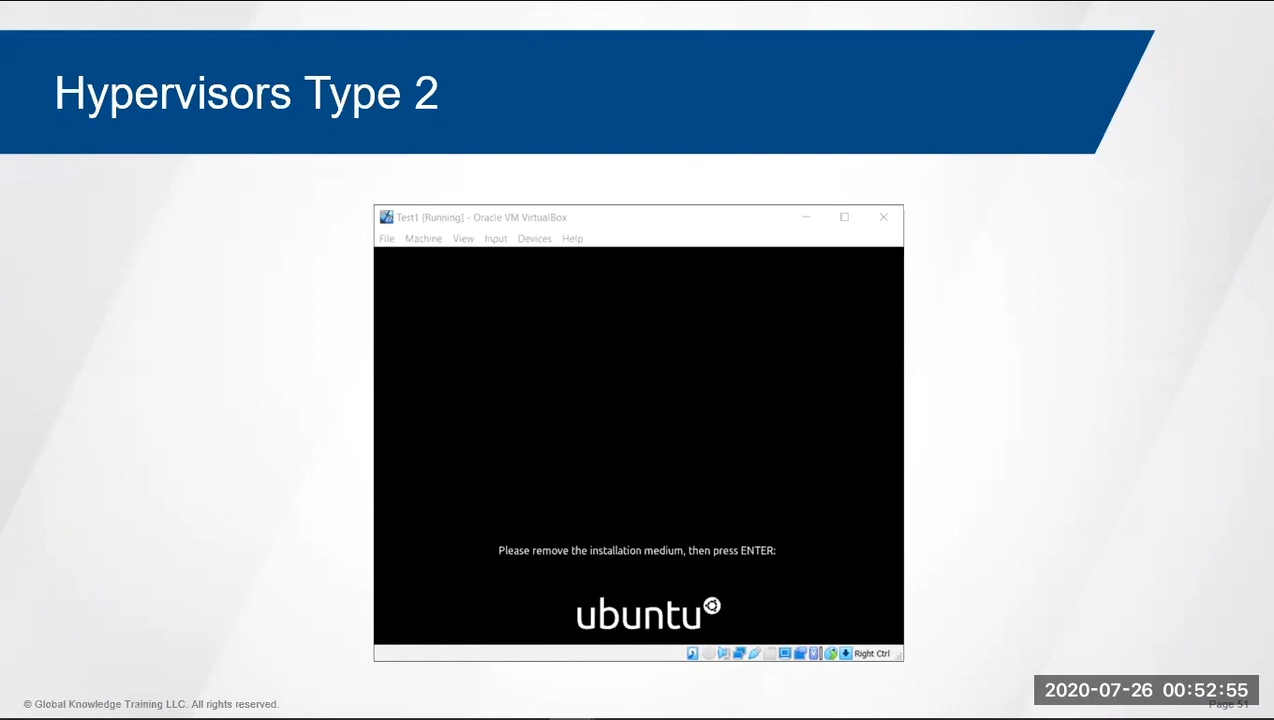 Hypervisors Type 2
Test1 [Running] - Oracle VM VirtualBox
File Machine View Input Devices Help
Please remove the installation medium, then press ENTER:
ubuntu
Right Ctrl
2020-07-26 00:52:55
© Global Knowledge Training LLC. All rights reserved.
Page 51